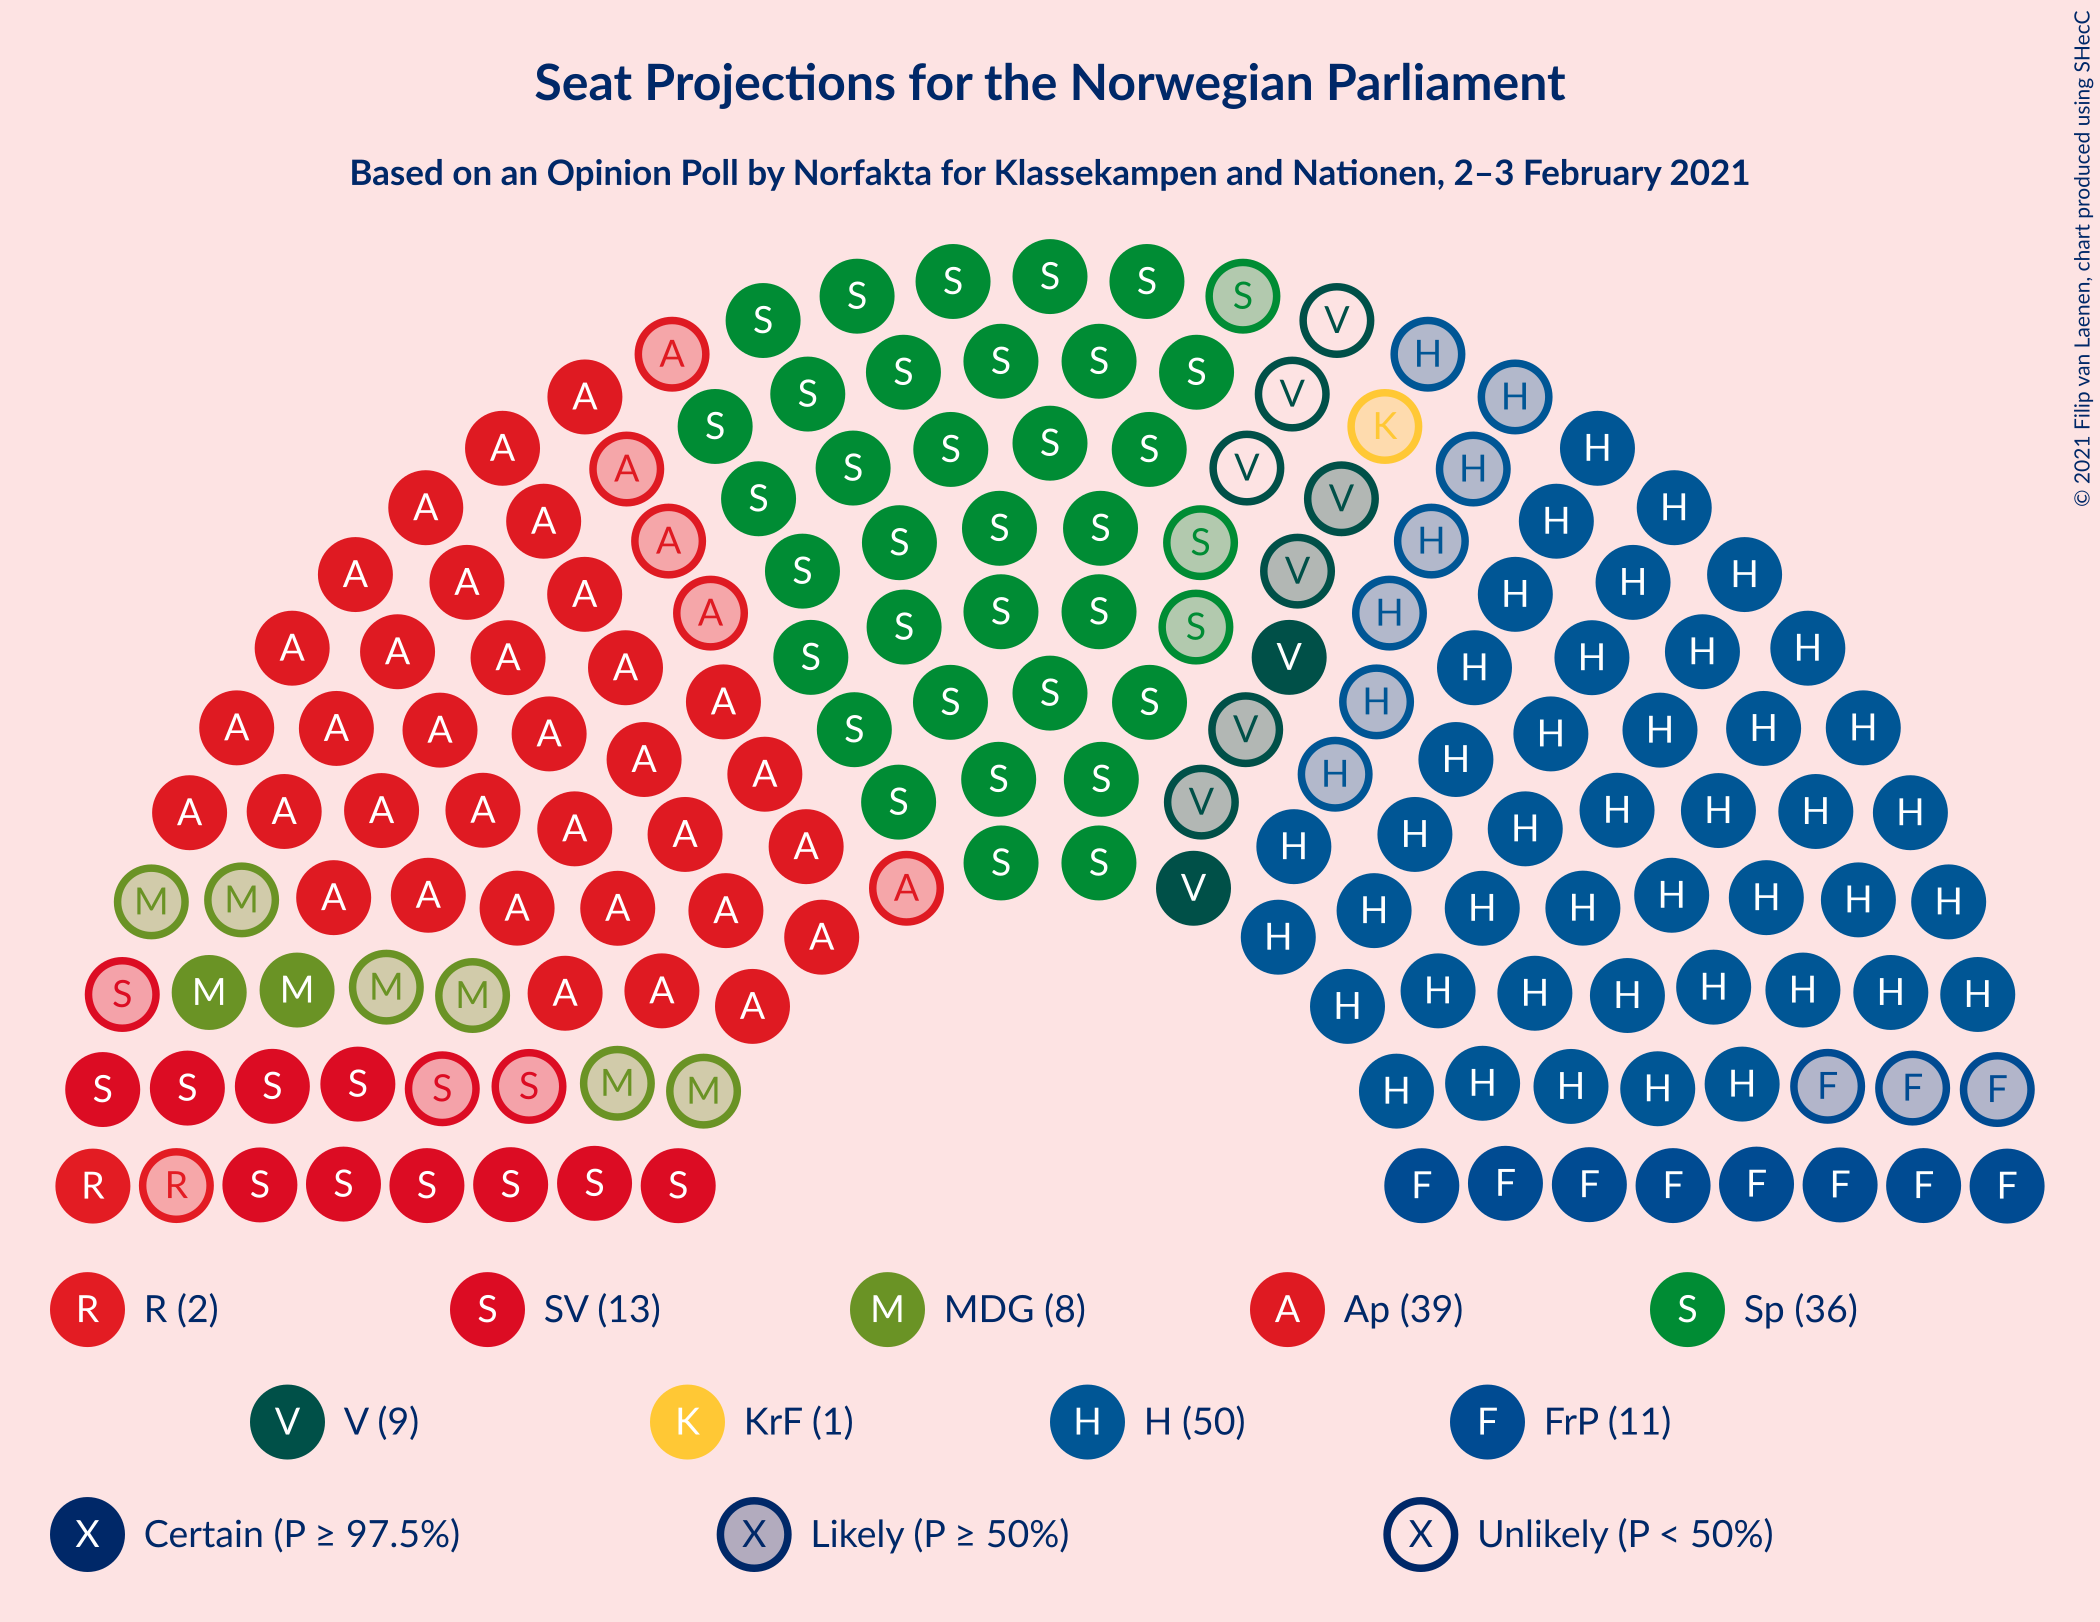 Seat Projections for the Norwegian Parliament
Based on an Opinion Poll by Norfakta for Klassekampen and Nationen, 2–3 February 2021
© 2021 Filip van Laenen, chart produced using SHecC
S S S S S S V
A H
A H
S S S S S S V
A K
A H
A H
S S S S S V
A V
A H
A H
A H
S S S S V
A H
A H
A H
A H
A S S S S V H H
A H
A H
A H
A S S S S V H H
A A A A A A H H H H H H
A A A A A A S S S V H H H H H H
M M A A A A A A A S S V H H H H H H H H
S M M M M A A A H H H H H H H H
S S S S S S M M H H H H H F F F
R R S S S S S S F F F F F F F F
R R (2) S SV (13) M MDG (8) A Ap (39) S Sp (36)
V V (9) K KrF (1) H H (50) F FrP (11)
X Certain (P ≥ 97.5%) X Likely (P ≥ 50%) X Unlikely (P < 50%)